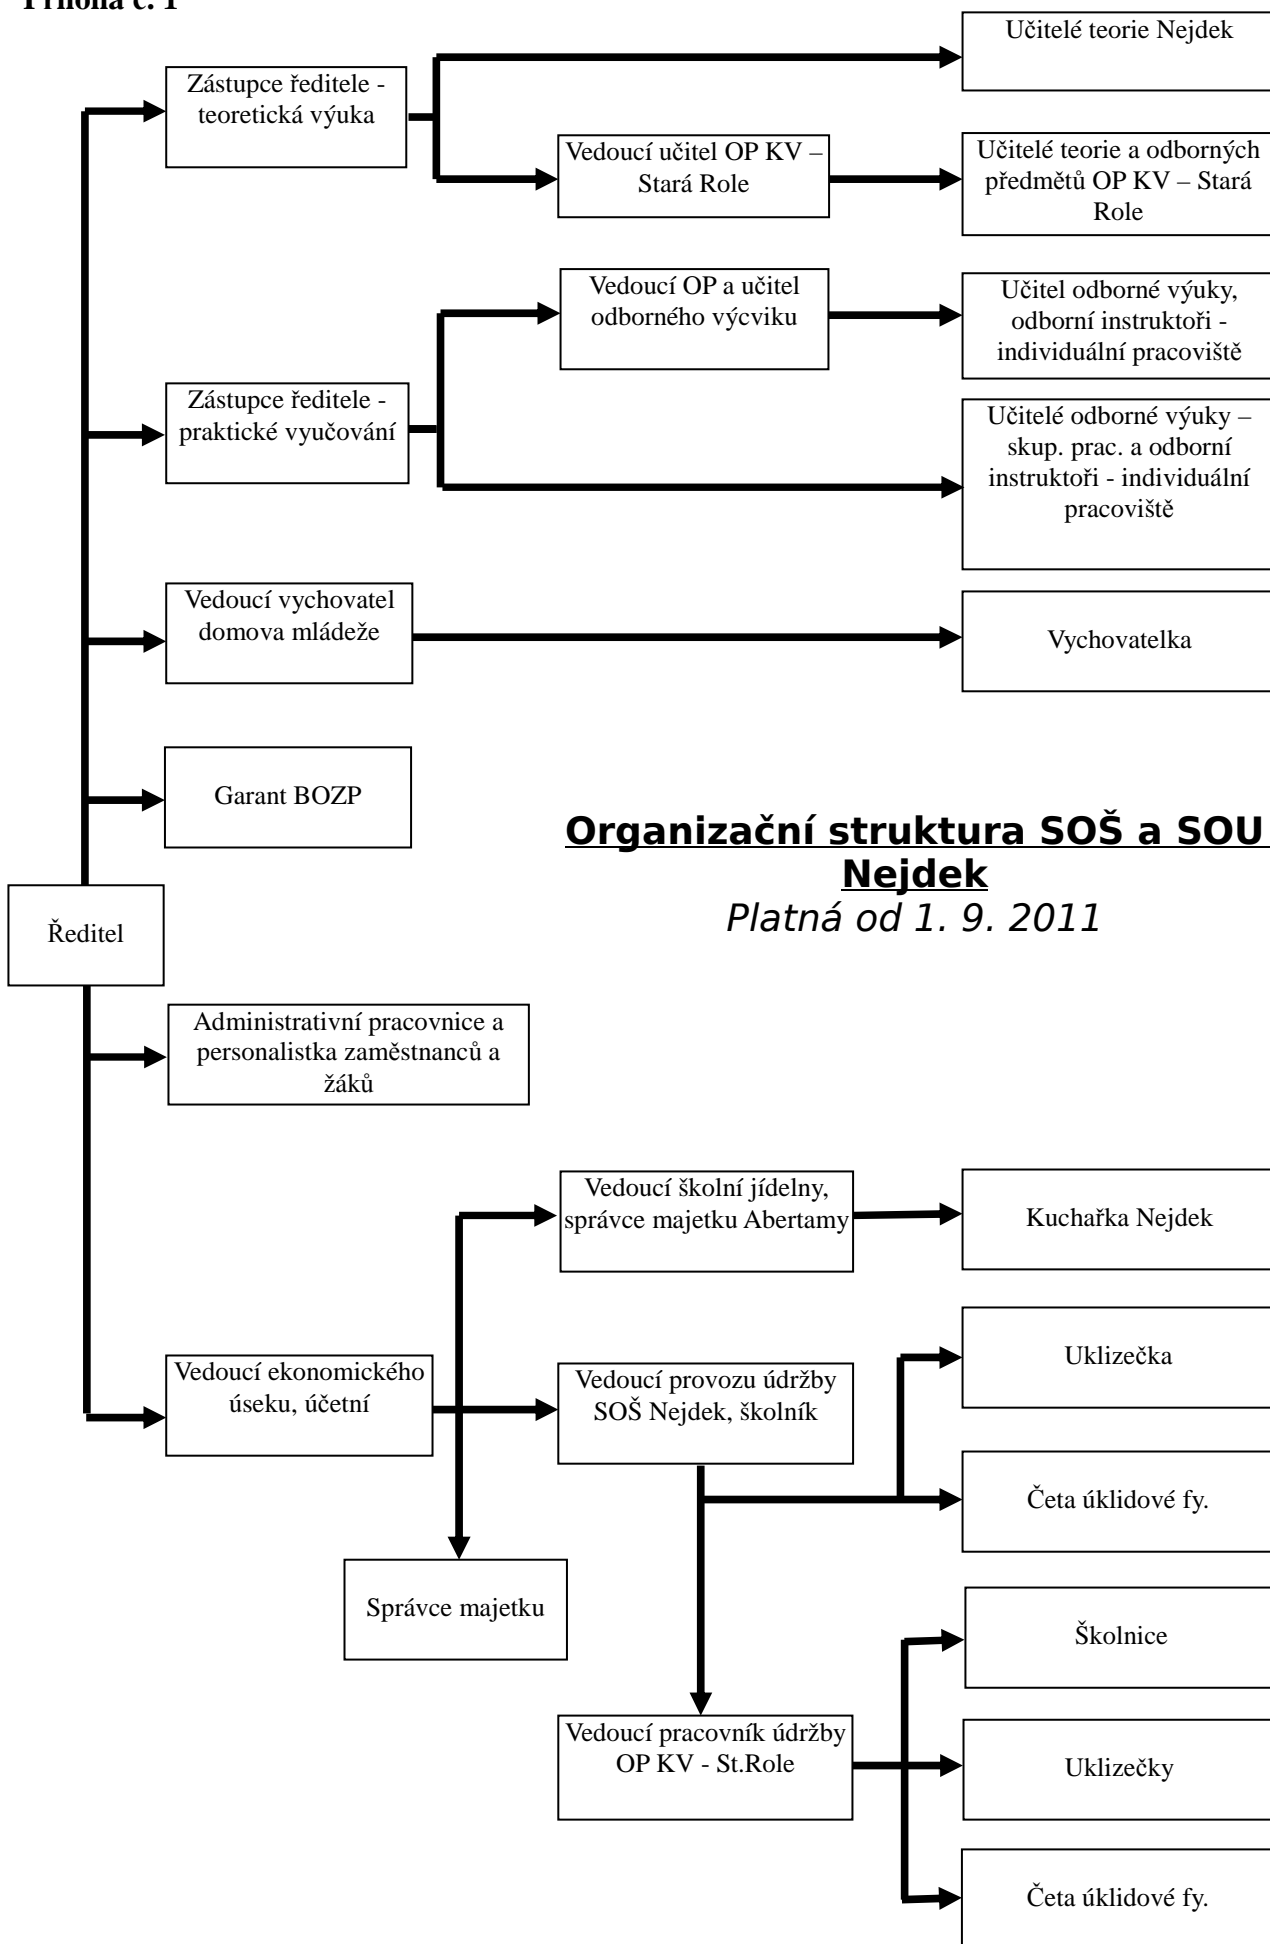 Učitelé teorie Nejdek
Zástupce ředitele -
teoretická výuka
Vedoucí učitel OP KV –
Stará Role
Učitelé teorie a odborných
předmětů OP KV – Stará
Role
Vedoucí OP a učitel
odborného výcviku
Učitel odborné výuky,
odborní instruktoři -
individuální pracoviště
Zástupce ředitele -
praktické vyučování
Učitelé odborné výuky –
skup. prac. a odborní
instruktoři - individuální
pracoviště
Vedoucí vychovatel
domova mládeže
Vychovatelka
Garant BOZP
Organizační struktura SOŠ a SOU
Nejdek
Platná od 1. 9. 2011
Ředitel
Administrativní pracovnice a
personalistka zaměstnanců a
žáků
Vedoucí školní jídelny,
správce majetku Abertamy
Kuchařka Nejdek
Vedoucí ekonomického
úseku, účetní
Vedoucí provozu údržby
SOŠ Nejdek, školník
Uklizečka
Četa úklidové fy.
Správce majetku
Školnice
Vedoucí pracovník údržby
OP KV - St.Role
Uklizečky
Četa úklidové fy.